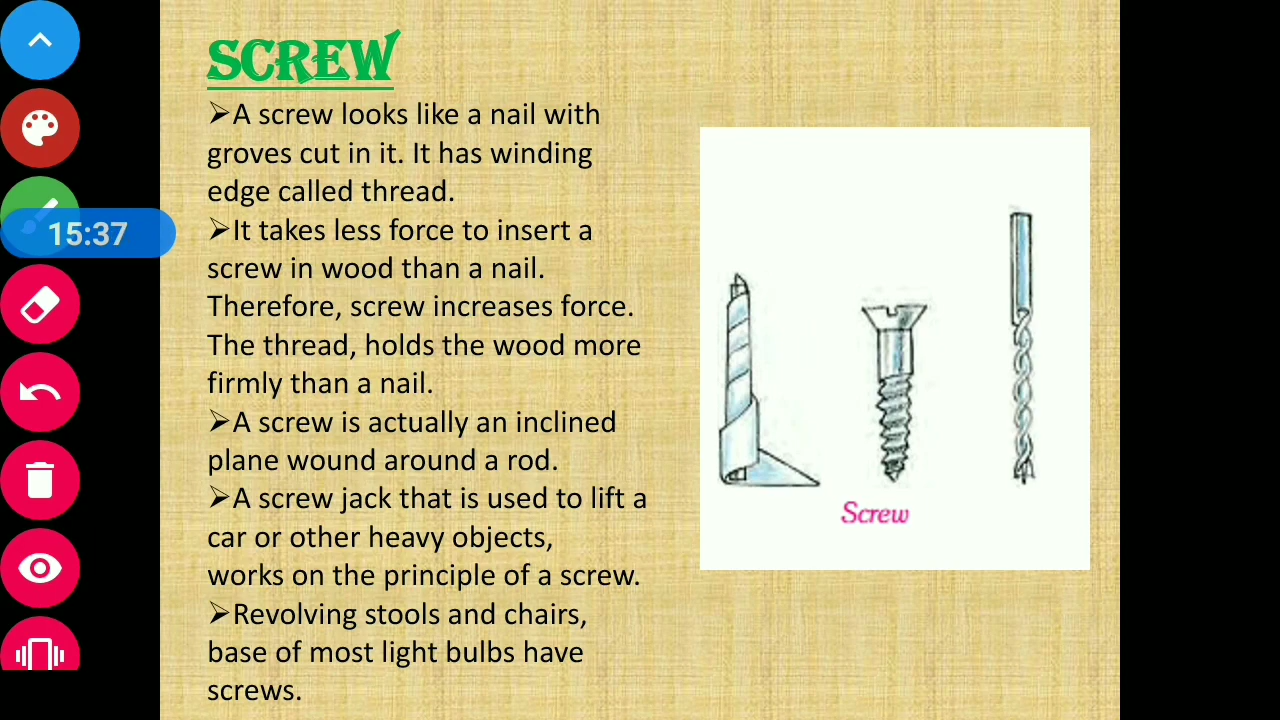 SCREW
➢A screw looks like a nail with
groves cut in it. It has winding
edge called thread.
➢It takes less force to insert a
screw in wood than a nail.
Therefore, screw increases force.
The thread, holds the wood more
firmly than a nail.
➢A screw is actually an inclined
plane wound around a rod.
➢A screw jack that is used to lift a
car or other heavy objects,
works on the principle of a screw.
➢Revolving stools and chairs,
base of most light bulbs have
screws.
Screw
15:37